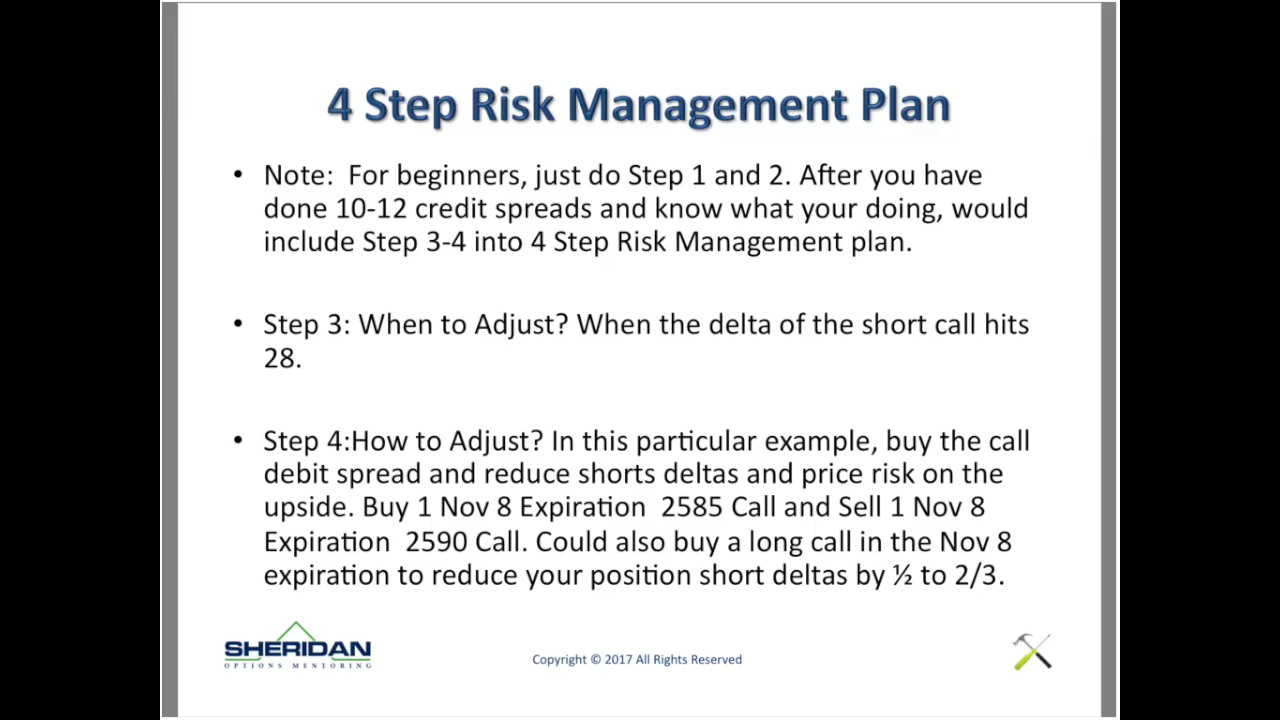 4 Step Risk Management Plan
• Note:  For beginners, just do Step 1 and 2. After you have
done 10-12 credit spreads and know what your doing, would
include Step 3-4 into 4 Step Risk Management plan.
• Step 3: When to Adjust? When the delta of the short call hits
28.
• Step 4:How to Adjust? In this particular example, buy the call
debit spread and reduce shorts deltas and price risk on the
upside. Buy 1 Nov 8 Expiration  2585 Call and Sell 1 Nov 8
Expiration  2590 Call. Could also buy a long call in the Nov 8
expiration to reduce your position short deltas by ½ to 2/3.
SHERIDAN
OPTIONS MENTORING
Copyright © 2017 All Rights Reserved